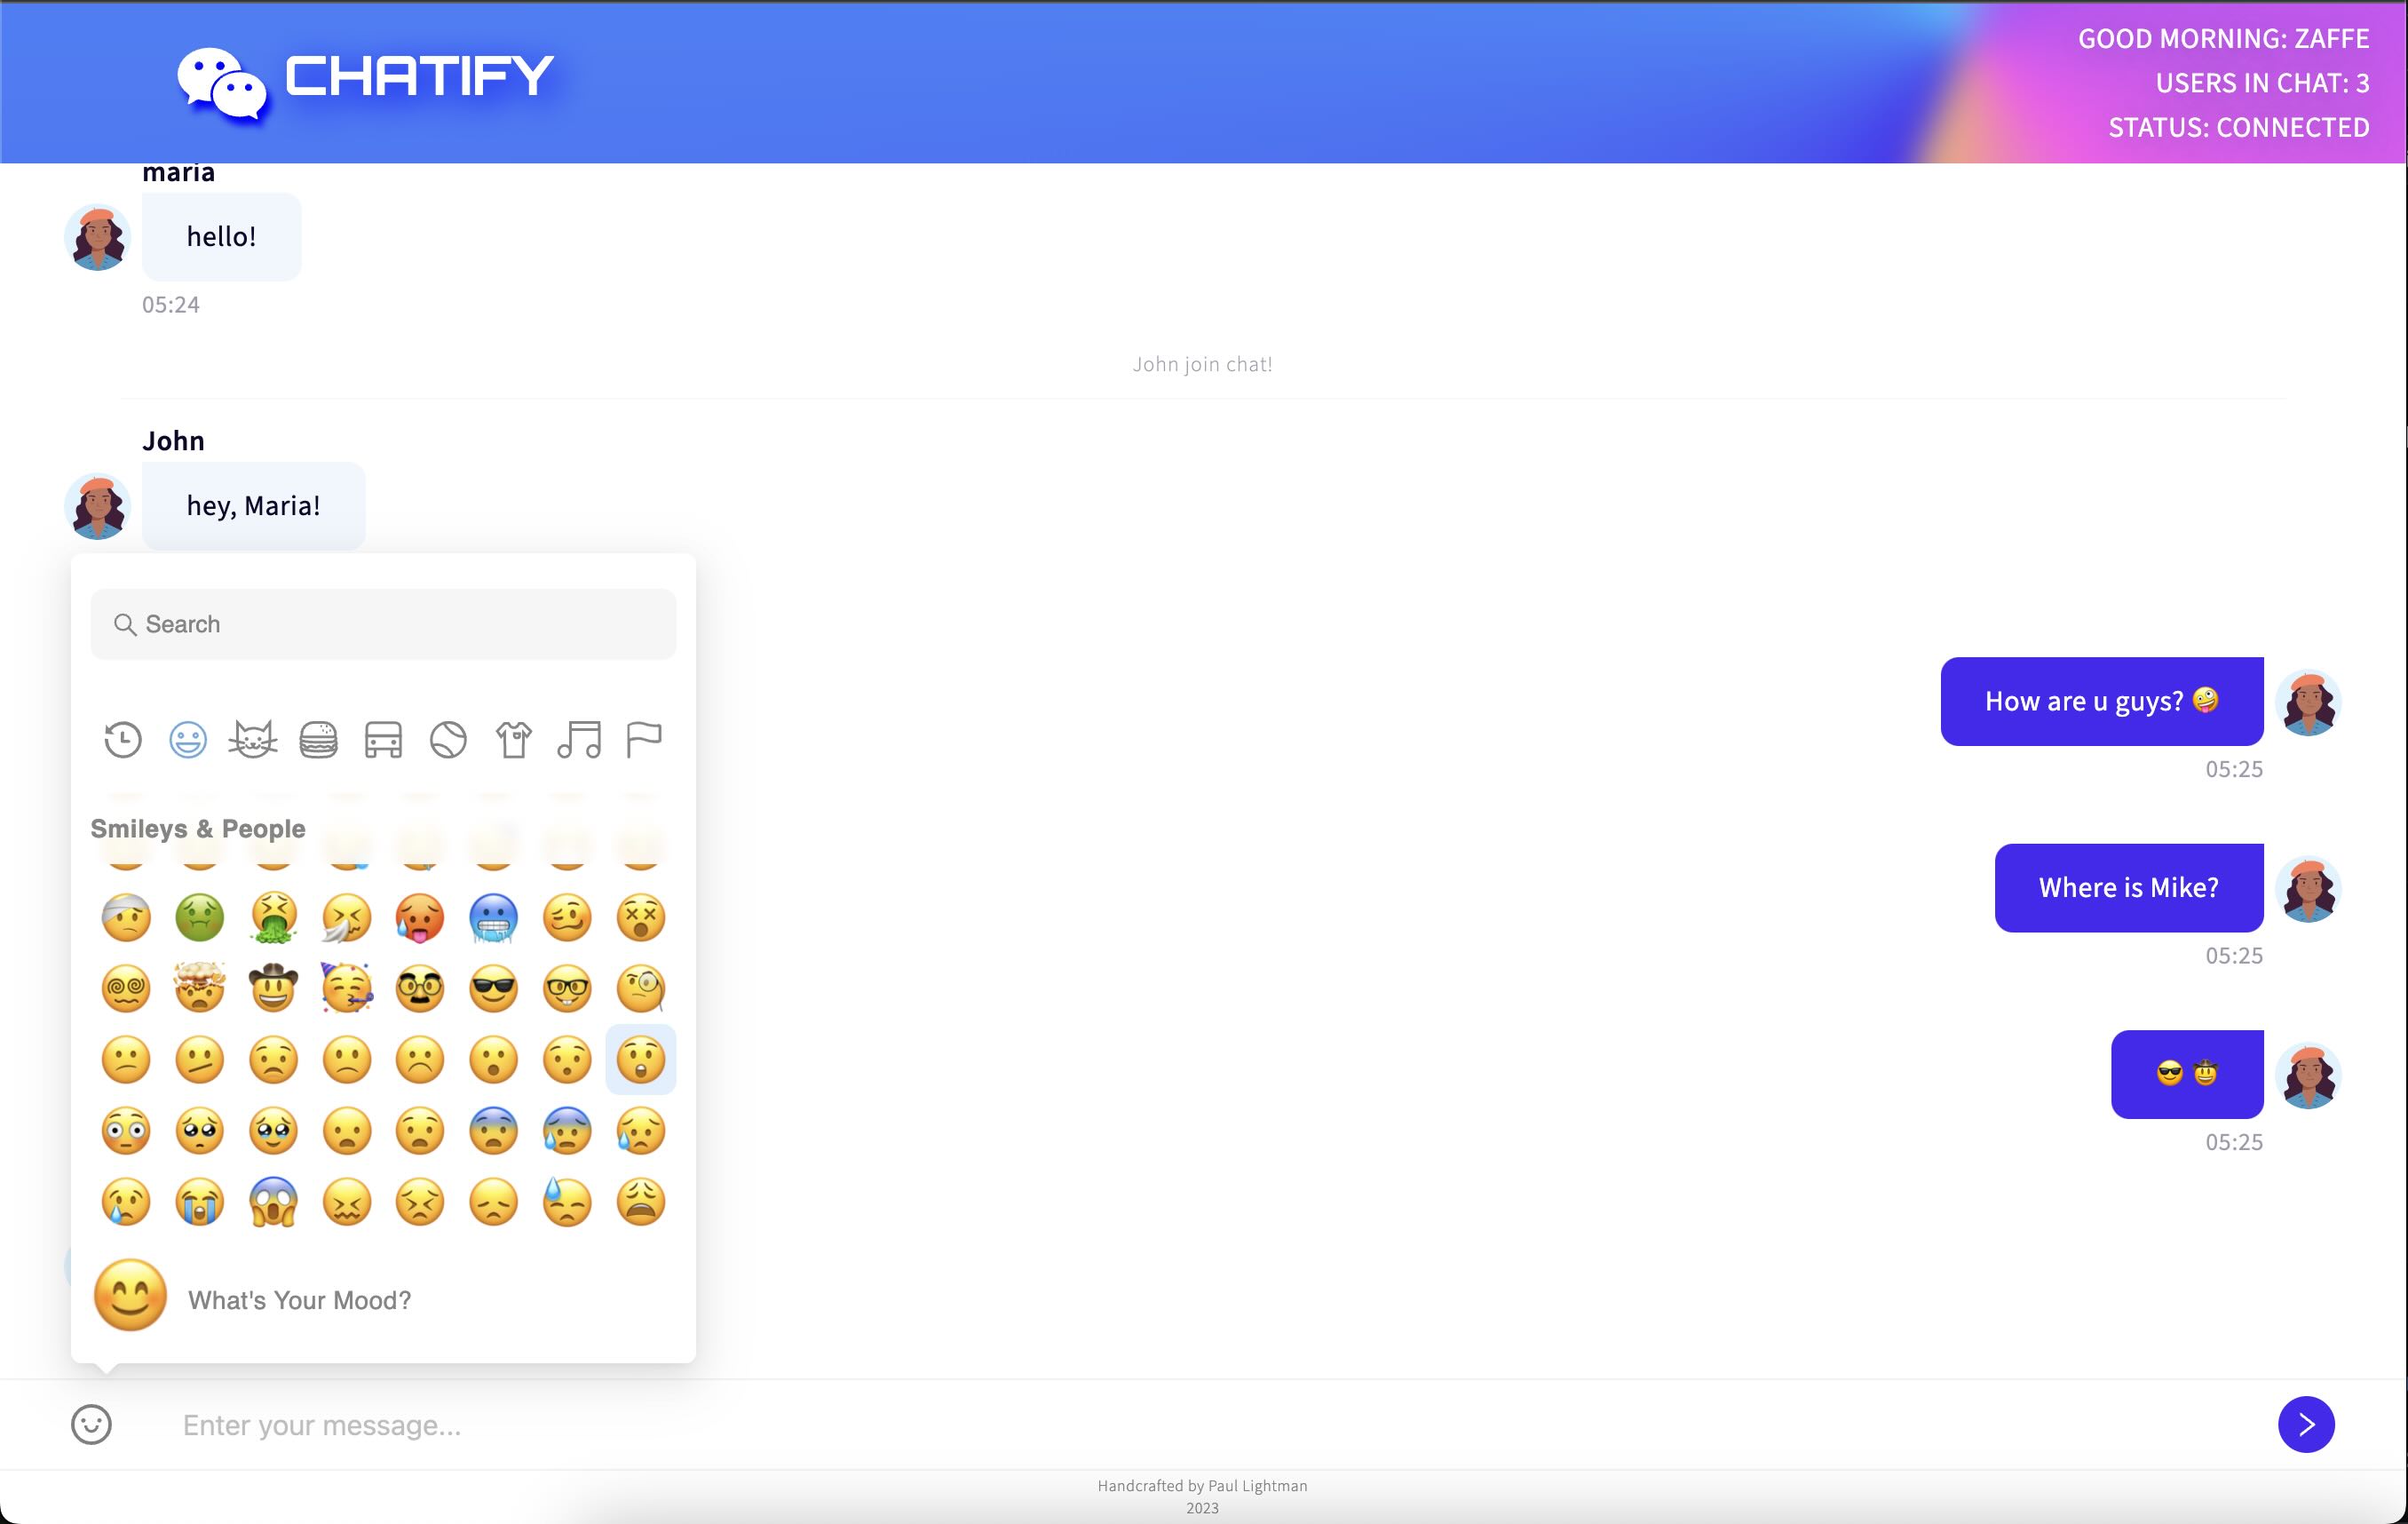 CHATIFY
GOOD MORNING: ZAFFE
USERS IN CHAT: 3
STATUS: CONNECTED
maria
hello!
05:24
John join chat!
John
hey, Maria!
How are u guys? 🤪
05:25
Where is Mike?
05:25
😎 🤠
05:25
Search
Smileys & People
What's Your Mood?
Enter your message...
Handcrafted by Paul Lightman
2023